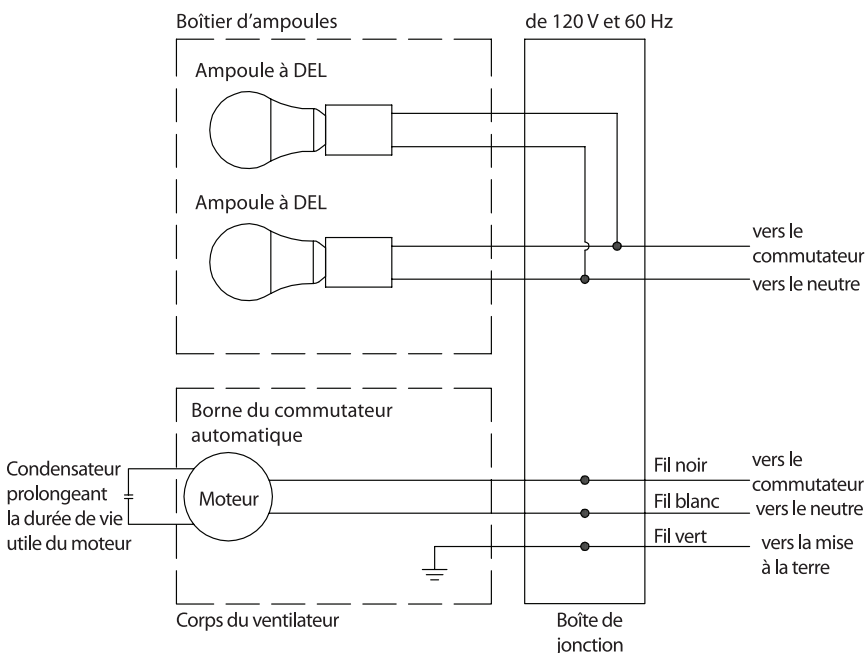 Boîtier d’ampoules
de 120 V et 60 Hz
Ampoule à DEL
Ampoule à DEL
vers le
commutateur
vers le neutre
Borne du commutateur
automatique
Condensateur
prolongeant
la durée de vie
utile du moteur
Moteur
Fil noir
vers le
commutateur
Fil blanc
vers le neutre
Fil vert
vers la mise
à la terre
Corps du ventilateur
Boîte de
jonction